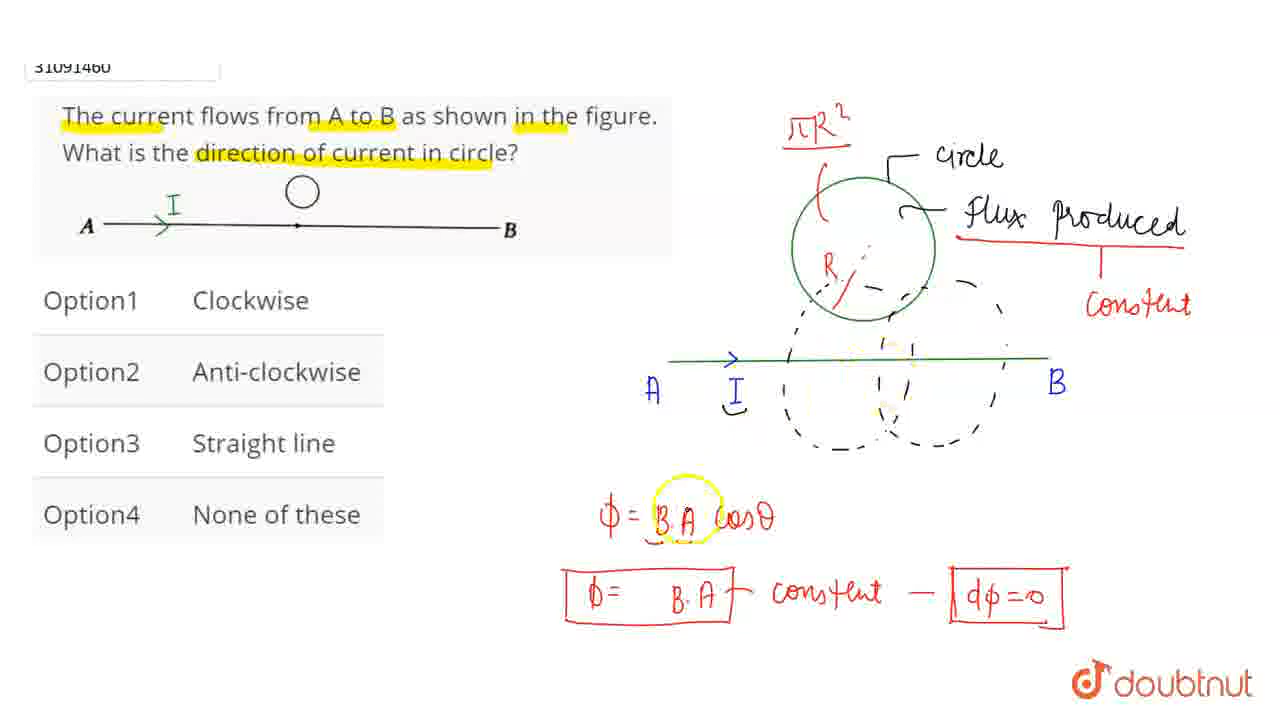 31091460
The current flows from A to B as shown in the figure.
What is the direction of current in circle?
I
A
B
Option1 Clockwise
Option2 Anti-clockwise
Option3 Straight line
Option4 None of these
πR²
circle
Flux produced
R
constent
A
I
B
ϕ = B.A cosθ
ϕ = B.A – constent – dϕ=0
doubtnut